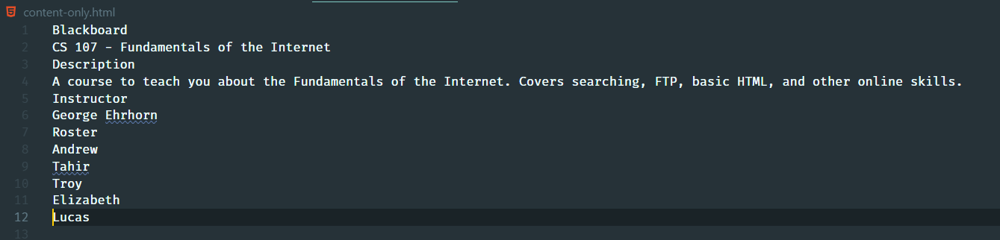 content-only.html
1 Blackboard
2 CS 107 - Fundamentals of the Internet
3 Description
4 A course to teach you about the Fundamentals of the Internet. Covers searching, FTP, basic HTML, and other online skills.
5 Instructor
6 George Ehrhorn
7 Roster
8 Andrew
9 Tahir
10 Troy
11 Elizabeth
12 Lucas
13